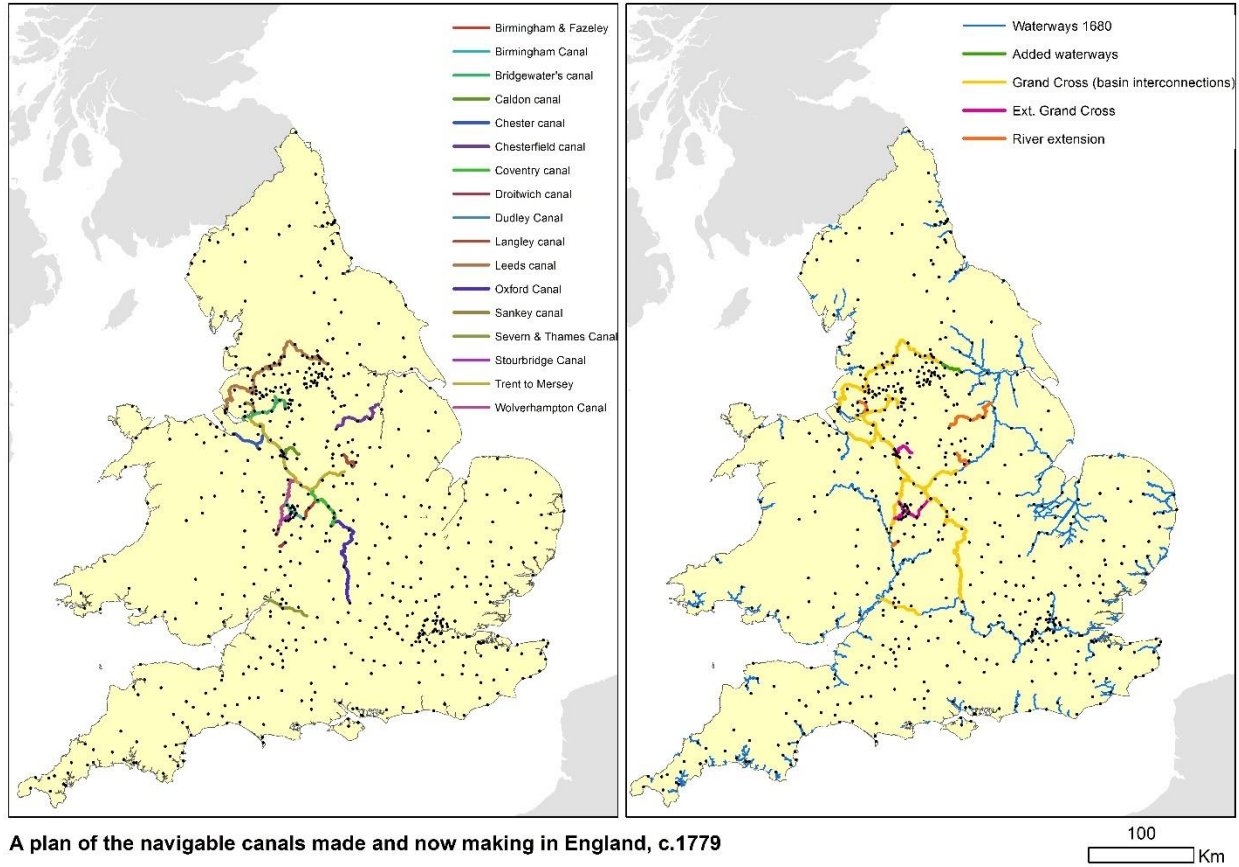 Birmingham & Fazeley
Birmingham Canal
Bridgewater's canal
Caldon canal
Chester canal
Chesterfield canal
Coventry canal
Droitwich canal
Dudley Canal
Langley canal
Leeds canal
Oxford Canal
Sankey canal
Severn & Thames Canal
Stourbridge Canal
Trent to Mersey
Wolverhampton Canal
Waterways 1680
Added waterways
Grand Cross (basin interconnections)
Ext. Grand Cross
River extension
A plan of the navigable canals made and now making in England, c.1779
100
Km